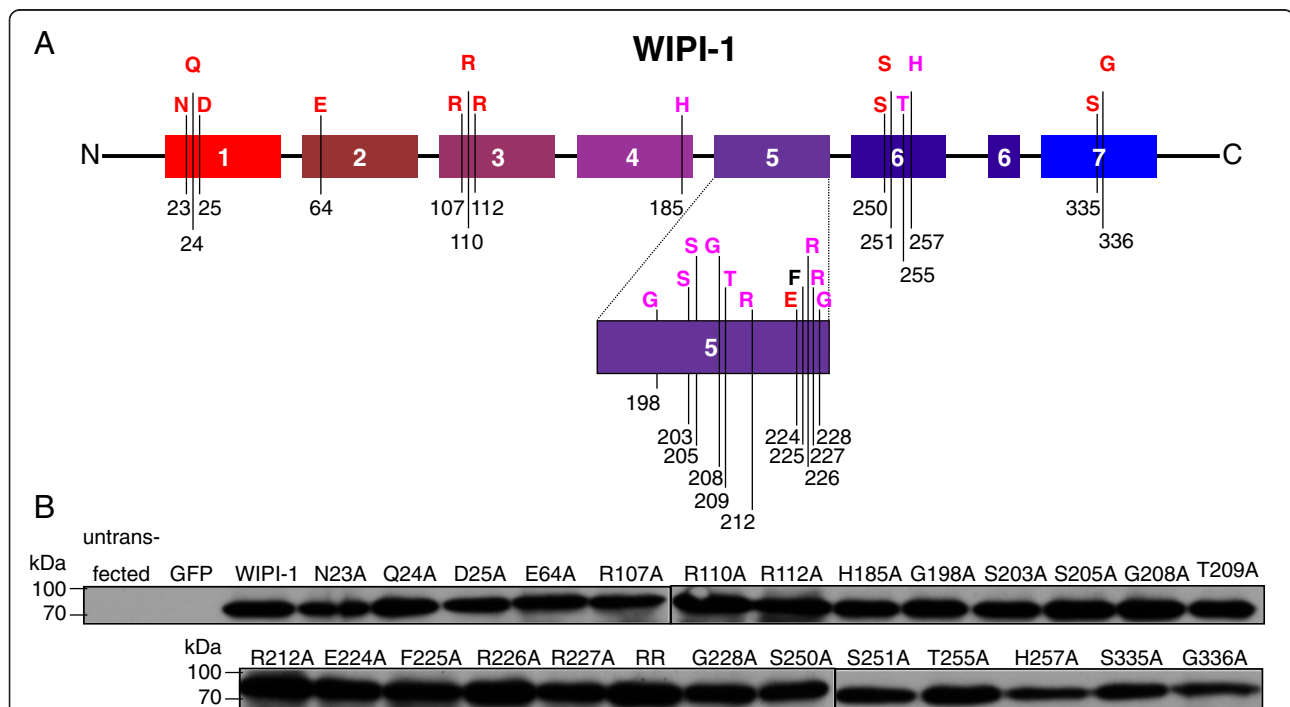 A
WIPI-1
Q R S H G
N D E R R H S T S
N 1 2 3 4 5 6 6 7 C
23 25 64 107 112 185 250 257 335
24 110 251 336
255
S G R
S T F R
G R E G
5
198
203 224 228
205 225 227
208 226
209
212
B
untrans-
kDa fected GFP WIPI-1 N23A Q24A D25A E64A R107A R110A R112A H185A G198A S203A S205A G208A T209A
100
70
kDa R212A E224A F225A R226A R227A RR G228A S250A S251A T255A H257A S335A G336A
100
70